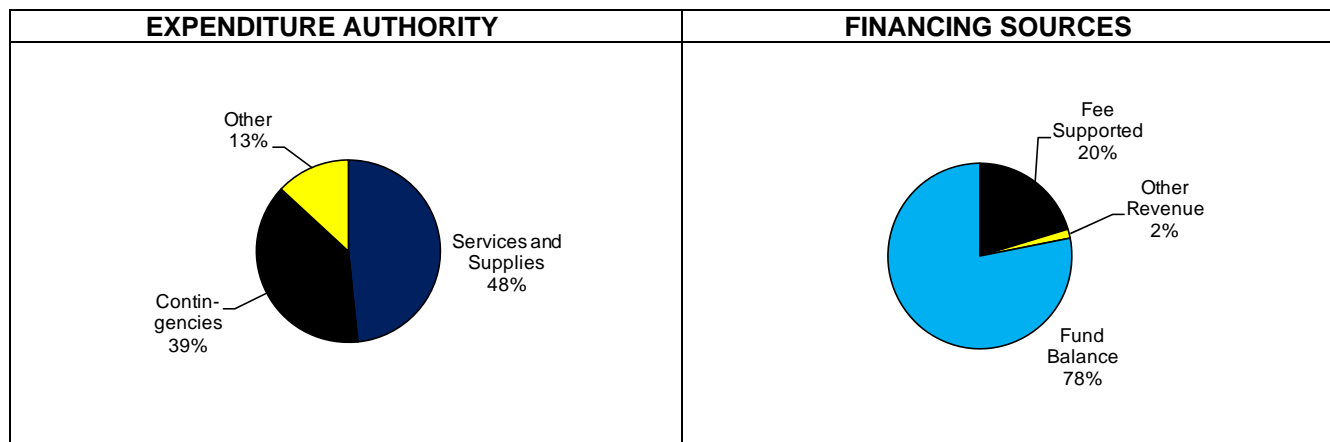 EXPENDITURE AUTHORITY
Other
13%
Services and
Supplies
48%
Contin-
gencies
39%
FINANCING SOURCES
Fee
Supported
20%
Other
Revenue
2%
Fund
Balance
78%